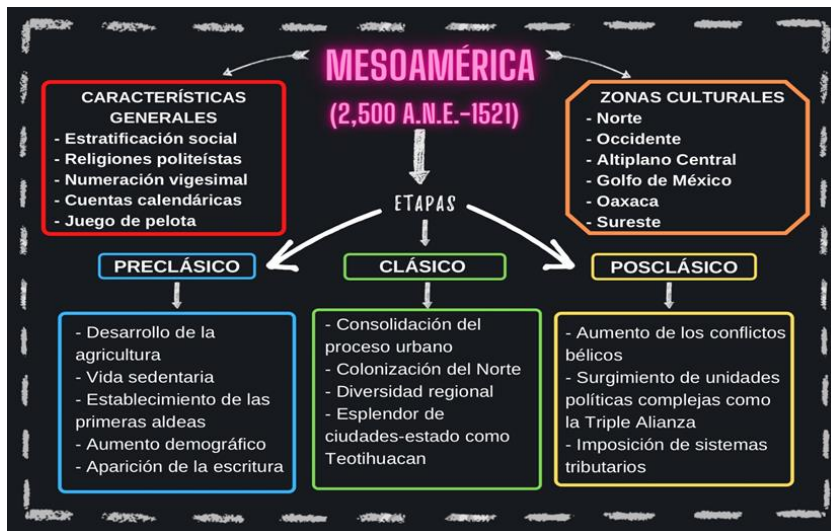 MESOAMÉRICA
(2,500 A.N.E.-1521)
CARACTERÍSTICAS
GENERALES
- Estratificación social
- Religiones politeístas
- Numeración vigesimal
- Cuentas calendáricas
- Juego de pelota
ZONAS CULTURALES
- Norte
- Occidente
- Altiplano Central
- Golfo de México
- Oaxaca
- Sureste
ETAPAS
PRECLÁSICO
- Desarrollo de la
agricultura
- Vida sedentaria
- Establecimiento de las
primeras aldeas
- Aumento demográfico
- Aparición de la escritura
CLÁSICO
- Consolidación del
proceso urbano
- Colonización del Norte
- Diversidad regional
- Esplendor de
ciudades-estado como
Teotihuacan
POSCLÁSICO
- Aumento de los conflictos
bélicos
- Surgimiento de unidades
políticas complejas como
la Triple Alianza
- Imposición de sistemas
tributarios